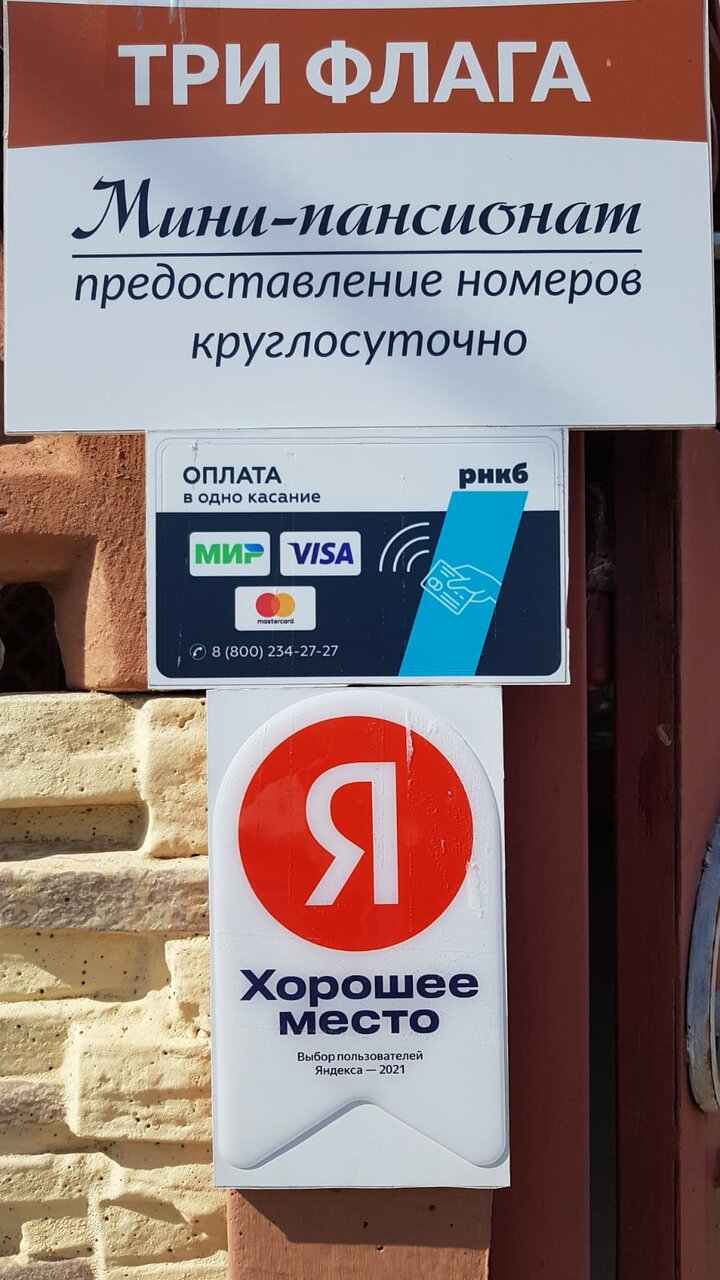 ТРИ ФЛАГА
Мини-пансионат
предоставление номеров
круглосуточно
ОПЛАТА
в одно касание
рнкб
МИР VISA
mastercard
8 (800) 234-27-27
Я
Хорошее
место
Выбор пользователей
Яндекса — 2021